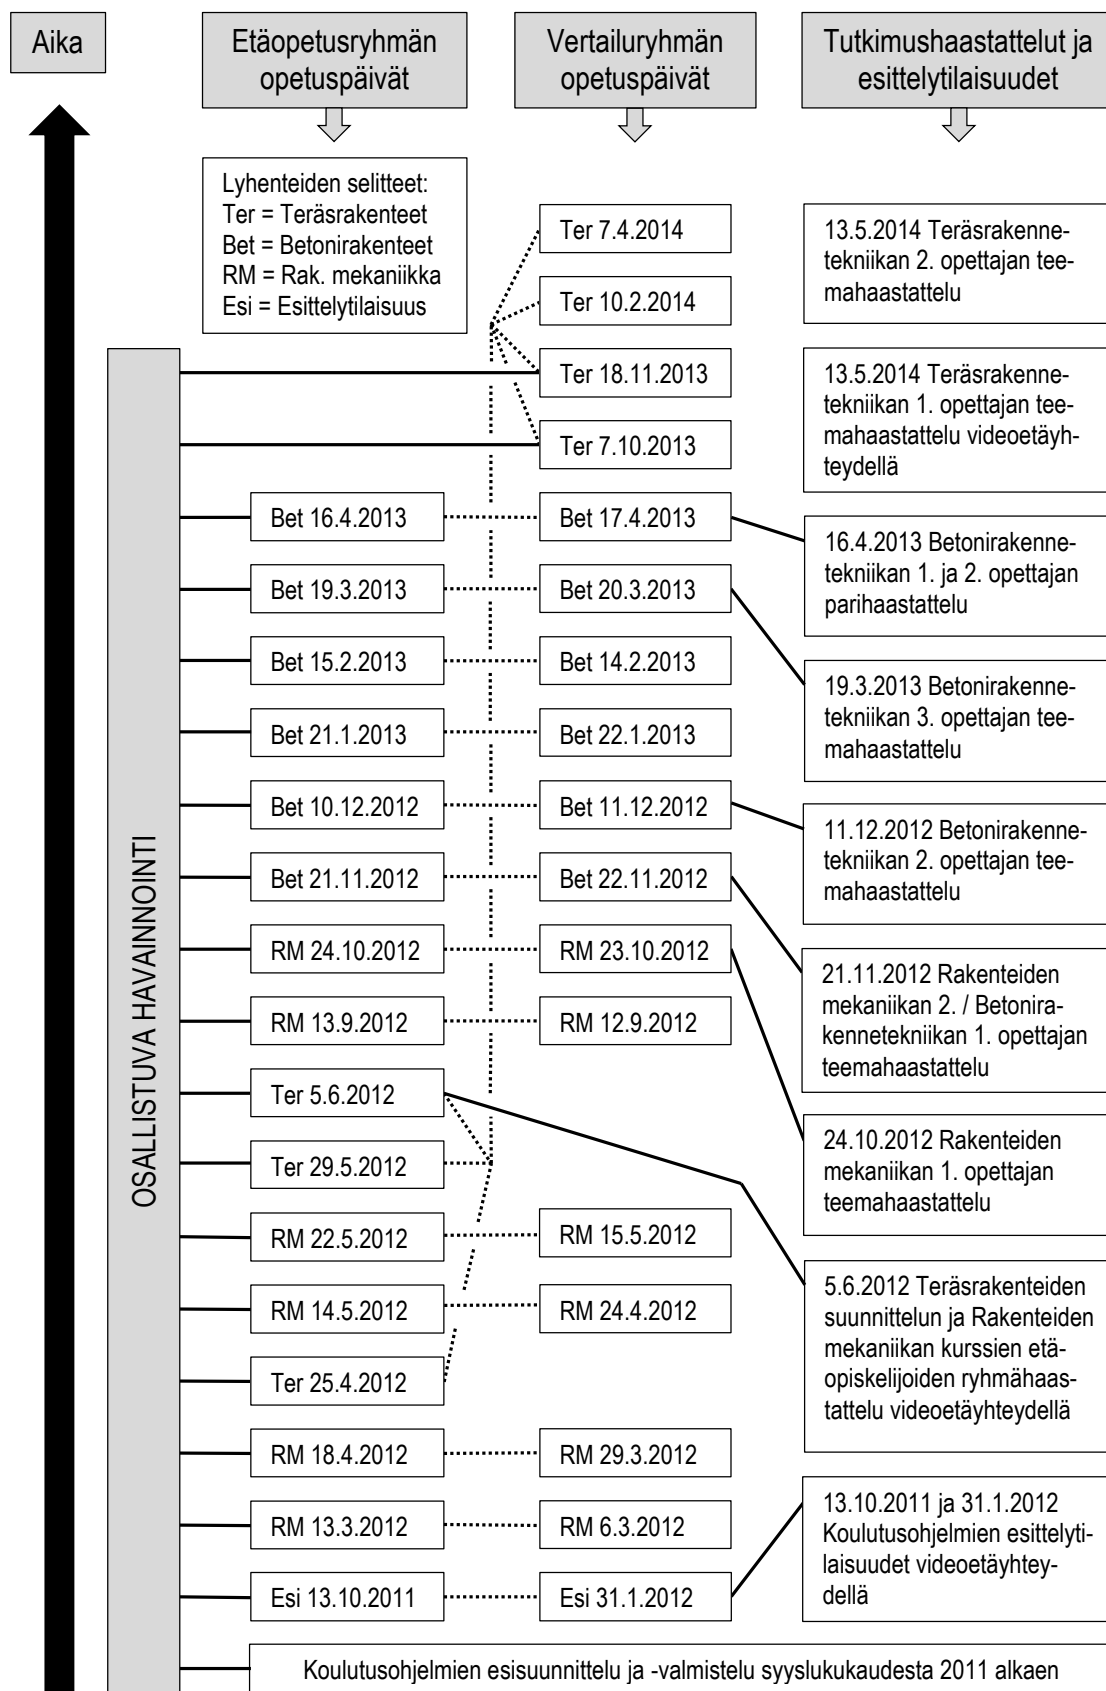 Aika
Etäopetusryhmän
opetuspäivät
Vertailuryhmän
opetuspäivät
Tutkimushaastattelut ja
esittelytilaisuudet
Lyhenteiden selitteet:
Ter = Teräsrakenteet
Bet = Betonirakenteet
RM = Rak. mekaniikka
Esi = Esittelytilaisuus
OSALLISTUVA HAVAINNOINTI
Bet 16.4.2013
Bet 19.3.2013
Bet 15.2.2013
Bet 21.1.2013
Bet 10.12.2012
Bet 21.11.2012
RM 24.10.2012
RM 13.9.2012
Ter 5.6.2012
Ter 29.5.2012
RM 22.5.2012
RM 14.5.2012
Ter 25.4.2012
RM 18.4.2012
RM 13.3.2012
Esi 13.10.2011
Ter 7.4.2014
Ter 10.2.2014
Ter 18.11.2013
Ter 7.10.2013
Bet 17.4.2013
Bet 20.3.2013
Bet 14.2.2013
Bet 22.1.2013
Bet 11.12.2012
Bet 22.11.2012
RM 23.10.2012
RM 12.9.2012
RM 15.5.2012
RM 24.4.2012
RM 29.3.2012
RM 6.3.2012
Esi 31.1.2012
13.5.2014 Teräsrakenne-
tekniikan 2. opettajan tee-
mahaastattelu
13.5.2014 Teräsrakenne-
tekniikan 1. opettajan tee-
mahaastattelu videoetäyh-
teydellä
16.4.2013 Betonirakenne-
tekniikan 1. ja 2. opettajan
parihaastattelu
19.3.2013 Betonirakenne-
tekniikan 3. opettajan tee-
mahaastattelu
11.12.2012 Betonirakenne-
tekniikan 2. opettajan tee-
mahaastattelu
21.11.2012 Rakenteiden
mekaniikan 2. / Betonira-
kennetekniikan 1. opettajan
teemahaastattelu
24.10.2012 Rakenteiden
mekaniikan 1. opettajan
teemahaastattelu
5.6.2012 Teräsrakenteiden
suunnittelun ja Rakenteiden
mekaniikan kurssien etä-
opiskelijoiden ryhmähaas-
tattelu videoetäyhteydellä
13.10.2011 ja 31.1.2012
Koulutusohjelmien esittelyti-
laisuudet videoetäyhtey-
dellä
Koulutusohjelmien esisuunnittelu ja -valmistelu syyslukukaudesta 2011 alkaen